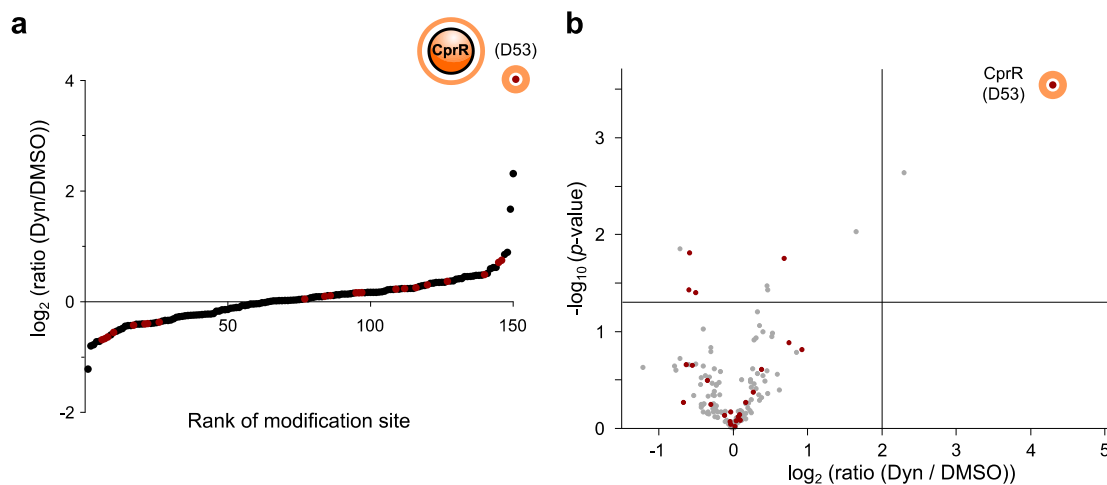 a
CprR
(D53)
log₂ (ratio (Dyn/DMSO))
4
2
0
-2
50
100
150
Rank of modification site
b
CprR
(D53)
-log₁₀ (p-value)
3
2
1
0
-1
0
1
2
3
4
5
log₂ (ratio (Dyn / DMSO))